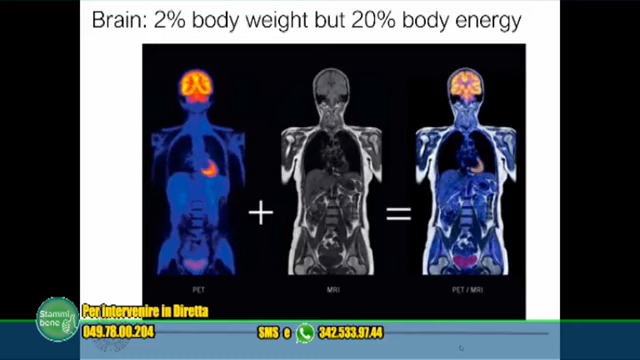 Brain: 2% body weight but 20% body energy
+
=
PET
MRI
PET / MRI
Stammi
bene
Per Intervenire in Diretta
049.78.00.204
SMS e 342.533.97.44